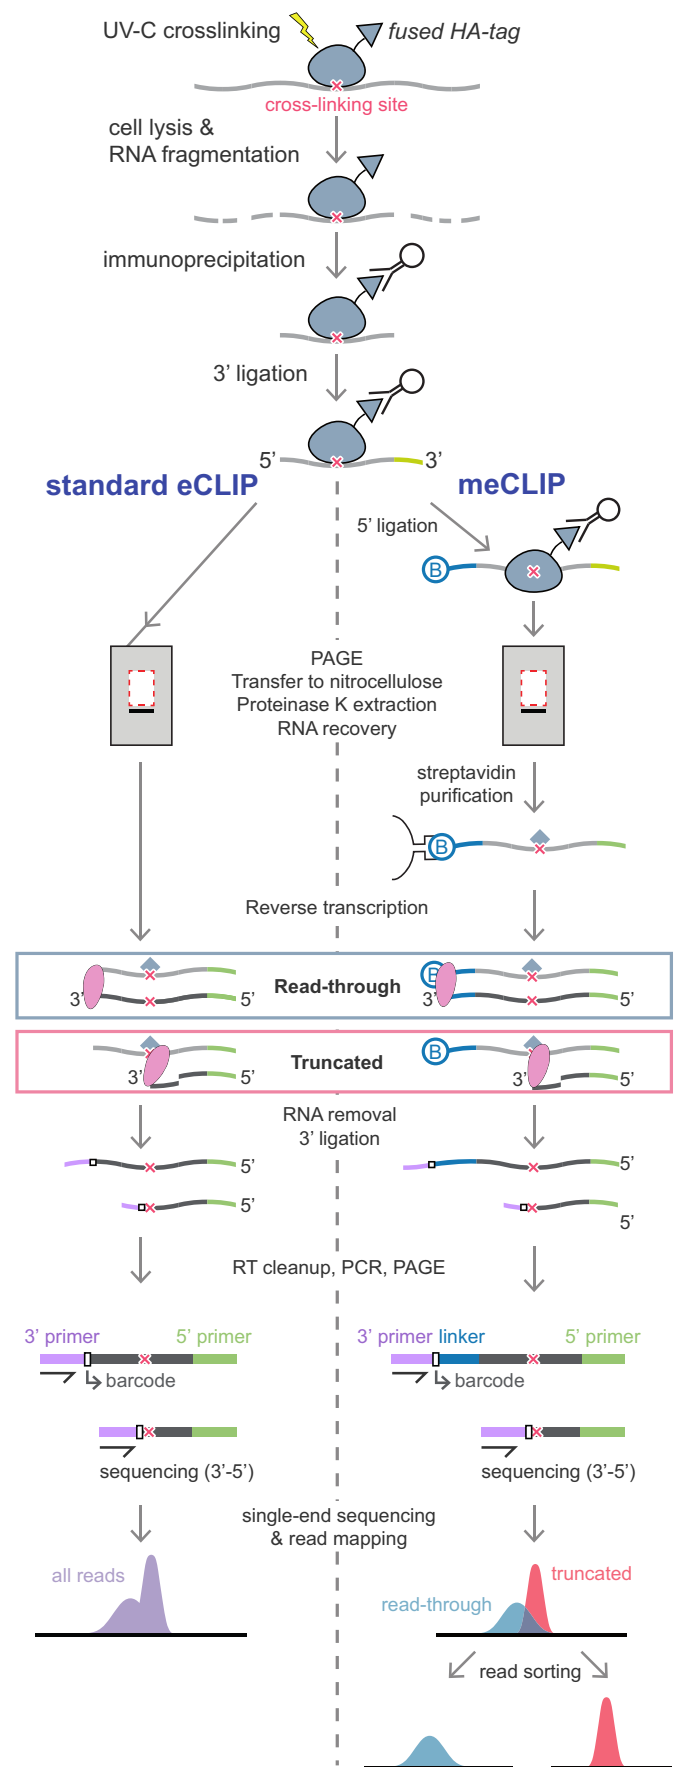 UV-C crosslinking
fused HA-tag
cross-linking site
cell lysis &
RNA fragmentation
immunoprecipitation
3’ ligation
5’
3’
standard eCLIP
meCLIP
5’ ligation
B
PAGE
Transfer to nitrocellulose
Proteinase K extraction
RNA recovery
streptavidin
purification
B
Reverse transcription
B
3’
5’
Read-through
3’
5’
B
3’
5’
Truncated
3’
5’
RNA removal
3’ ligation
5’
5’
5’
5’
RT cleanup, PCR, PAGE
3’ primer
5’ primer
3’ primer
linker
5’ primer
barcode
barcode
sequencing (3’-5’)
sequencing (3’-5’)
single-end sequencing
& read mapping
all reads
truncated
read-through
read sorting